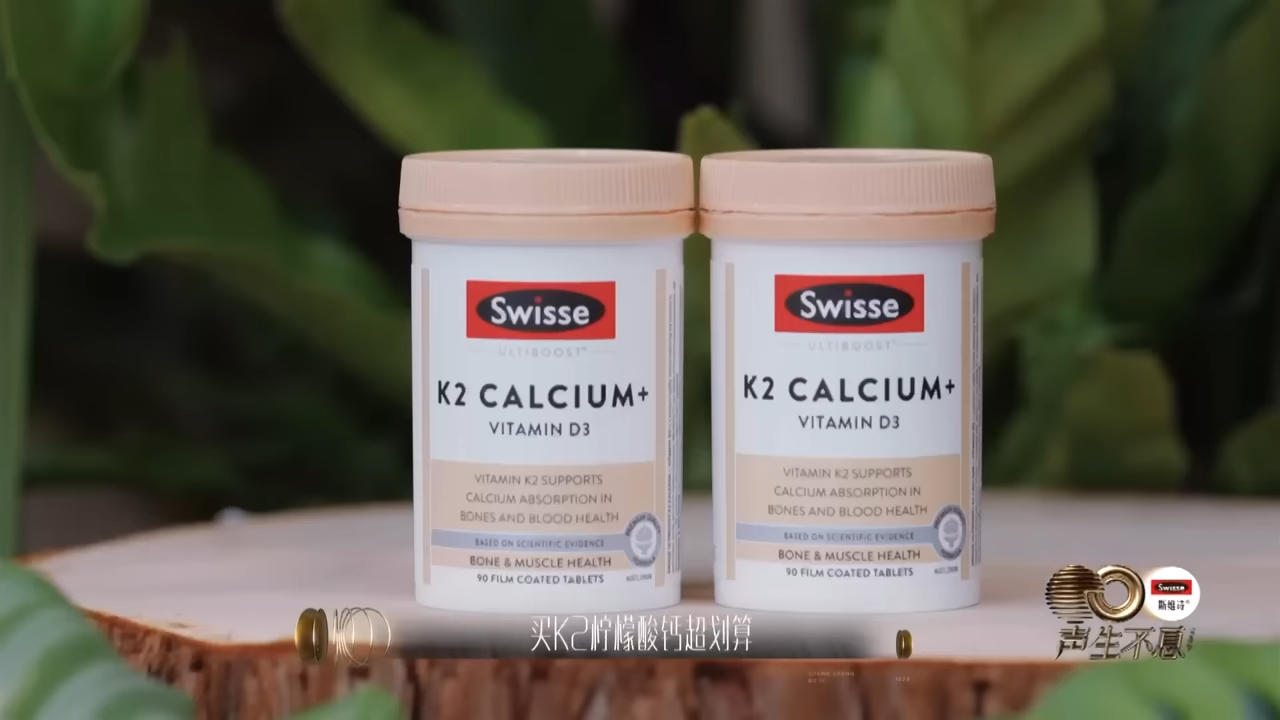 Swisse
ULTIBOOST
K2 CALCIUM+
VITAMIN D3
VITAMIN K2 SUPPORTS
CALCIUM ABSORPTION IN
BONES AND BLOOD HEALTH
BASED ON SCIENTIFIC EVIDENCE
BONE & MUSCLE HEALTH
90 FILM COATED TABLETS
Swisse
ULTIBOOST
K2 CALCIUM+
VITAMIN D3
VITAMIN K2 SUPPORTS
CALCIUM ABSORPTION IN
BONES AND BLOOD HEALTH
BASED ON SCIENTIFIC EVIDENCE
BONE & MUSCLE HEALTH
90 FILM COATED TABLETS
买K2柠檬酸钙超划算
Swisse
斯维诗
声生不息